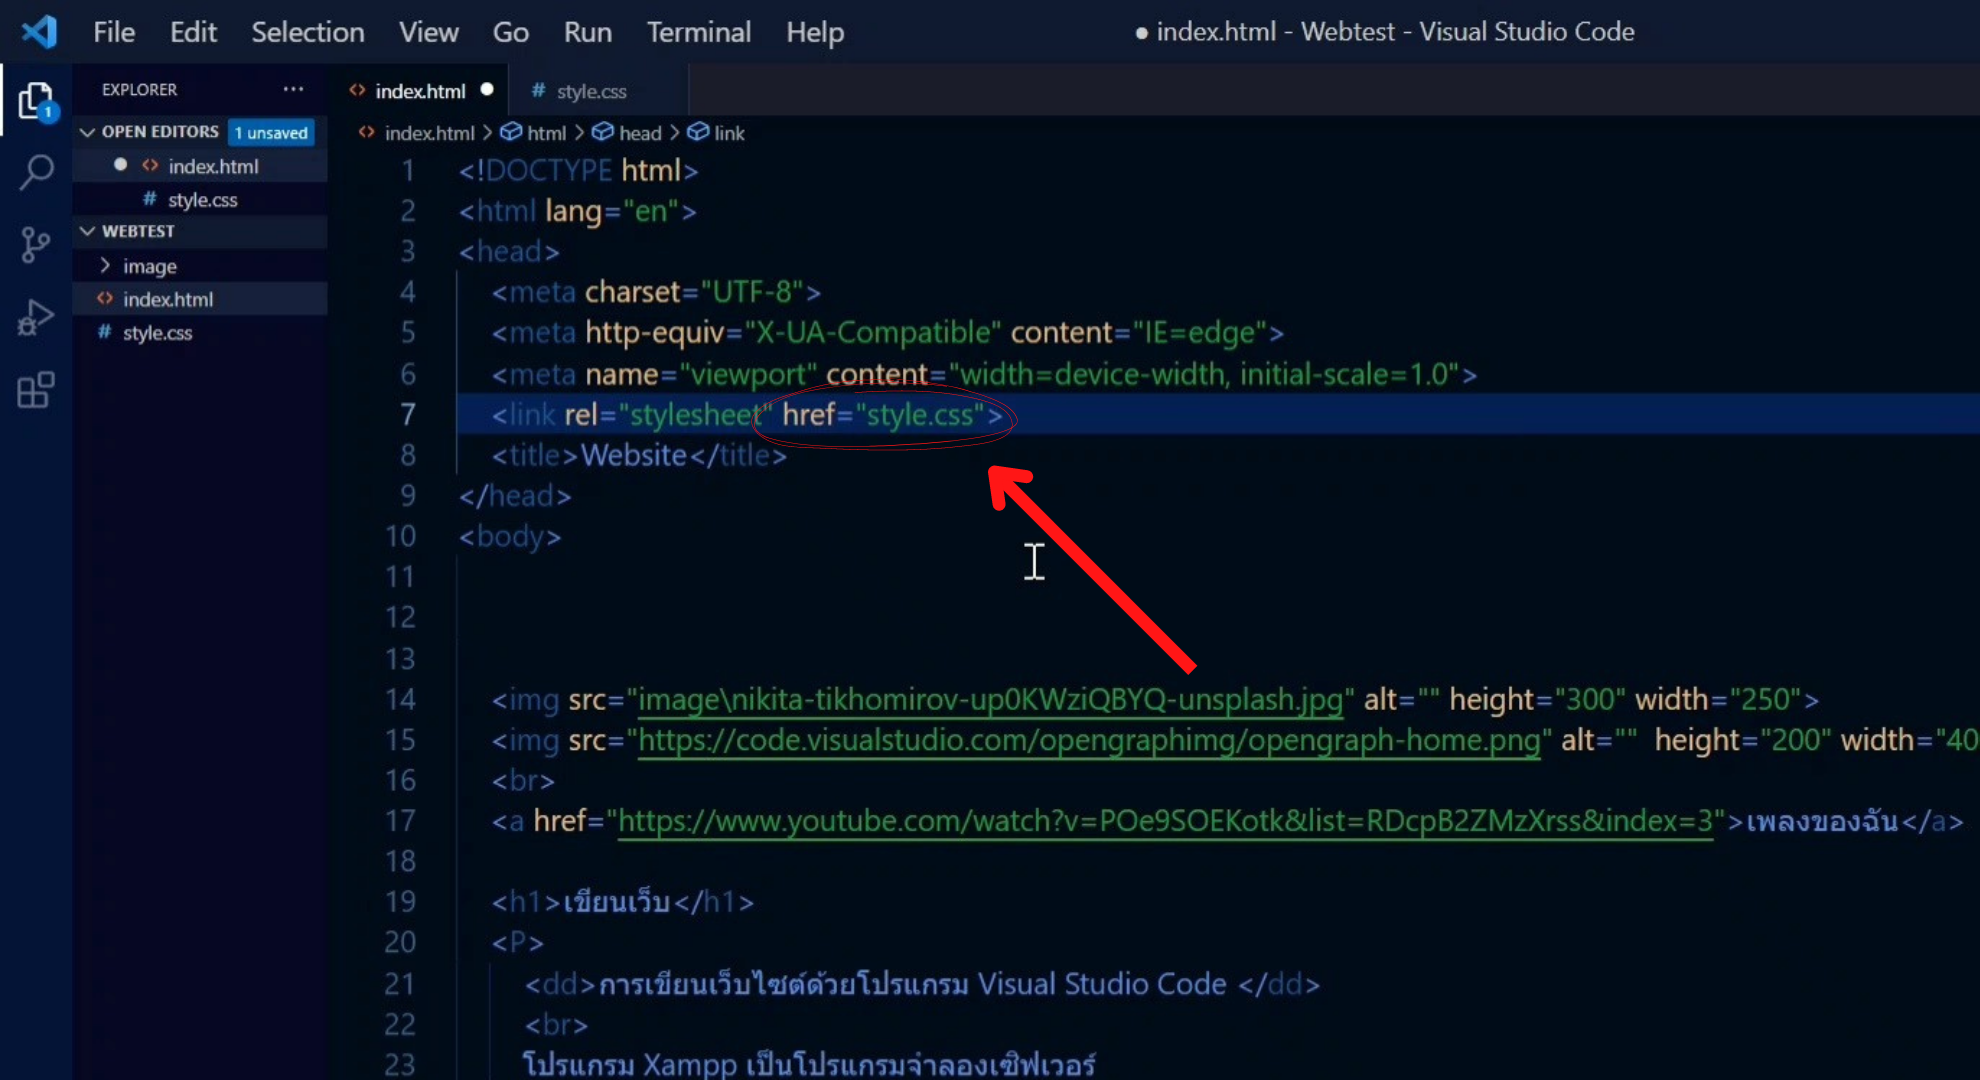 File Edit Selection View Go Run Terminal Help
● index.html - Webtest - Visual Studio Code
EXPLORER ···
1
OPEN EDITORS 1 unsaved
index.html
# style.css
WEBTEST
image
index.html
# style.css
index.html
# style.css
index.html > html > head > link
1 <!DOCTYPE html>
2 <html lang="en">
3 <head>
4 <meta charset="UTF-8">
5 <meta http-equiv="X-UA-Compatible" content="IE=edge">
6 <meta name="viewport" content="width=device-width, initial-scale=1.0">
7 <link rel="stylesheet" href="style.css">
8 <title>Website</title>
9 </head>
10 <body>
11
12
13
14 <img src="image\nikita-tikhomirov-up0KWziQBYQ-unsplash.jpg" alt="" height="300" width="250">
15 <img src="https://code.visualstudio.com/opengraphimg/opengraph-home.png" alt="" height="200" width="40
16 <br>
17 <a href="https://www.youtube.com/watch?v=POe9SOEKotk&list=RDcpB2ZMzXrss&index=3">เพลงของฉัน</a>
18
19 <h1>เขียนเว็บ</h1>
20 <P>
21 <dd>การเขียนเว็บไซต์ด้วยโปรแกรม Visual Studio Code </dd>
22 <br>
23 โปรแกรม Xampp เป็นโปรแกรมจำลองเซิฟเวอร์